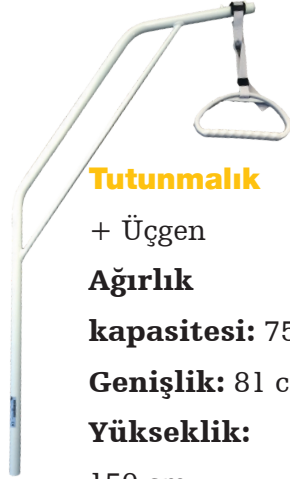 Tutunmalık
+ Üçgen
Ağırlık
kapasitesi: 75
Genişlik: 81 c
Yükseklik: